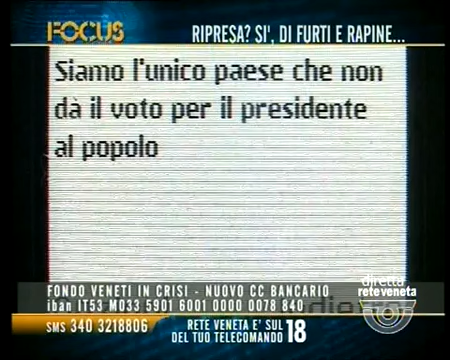 FOCUS
RIPRESA? SI', DI FURTI E RAPINE...
Siamo l'unico paese che non
dà il voto per il presidente
al popolo
diretta
reteveneta
FONDO VENETI IN CRISI - NUOVO CC BANCARIO
iban IT53 M033 5901 6001 0000 0078 840
SMS 340 3218806
RETE VENETA E' SUL
DEL TUO TELECOMANDO 18